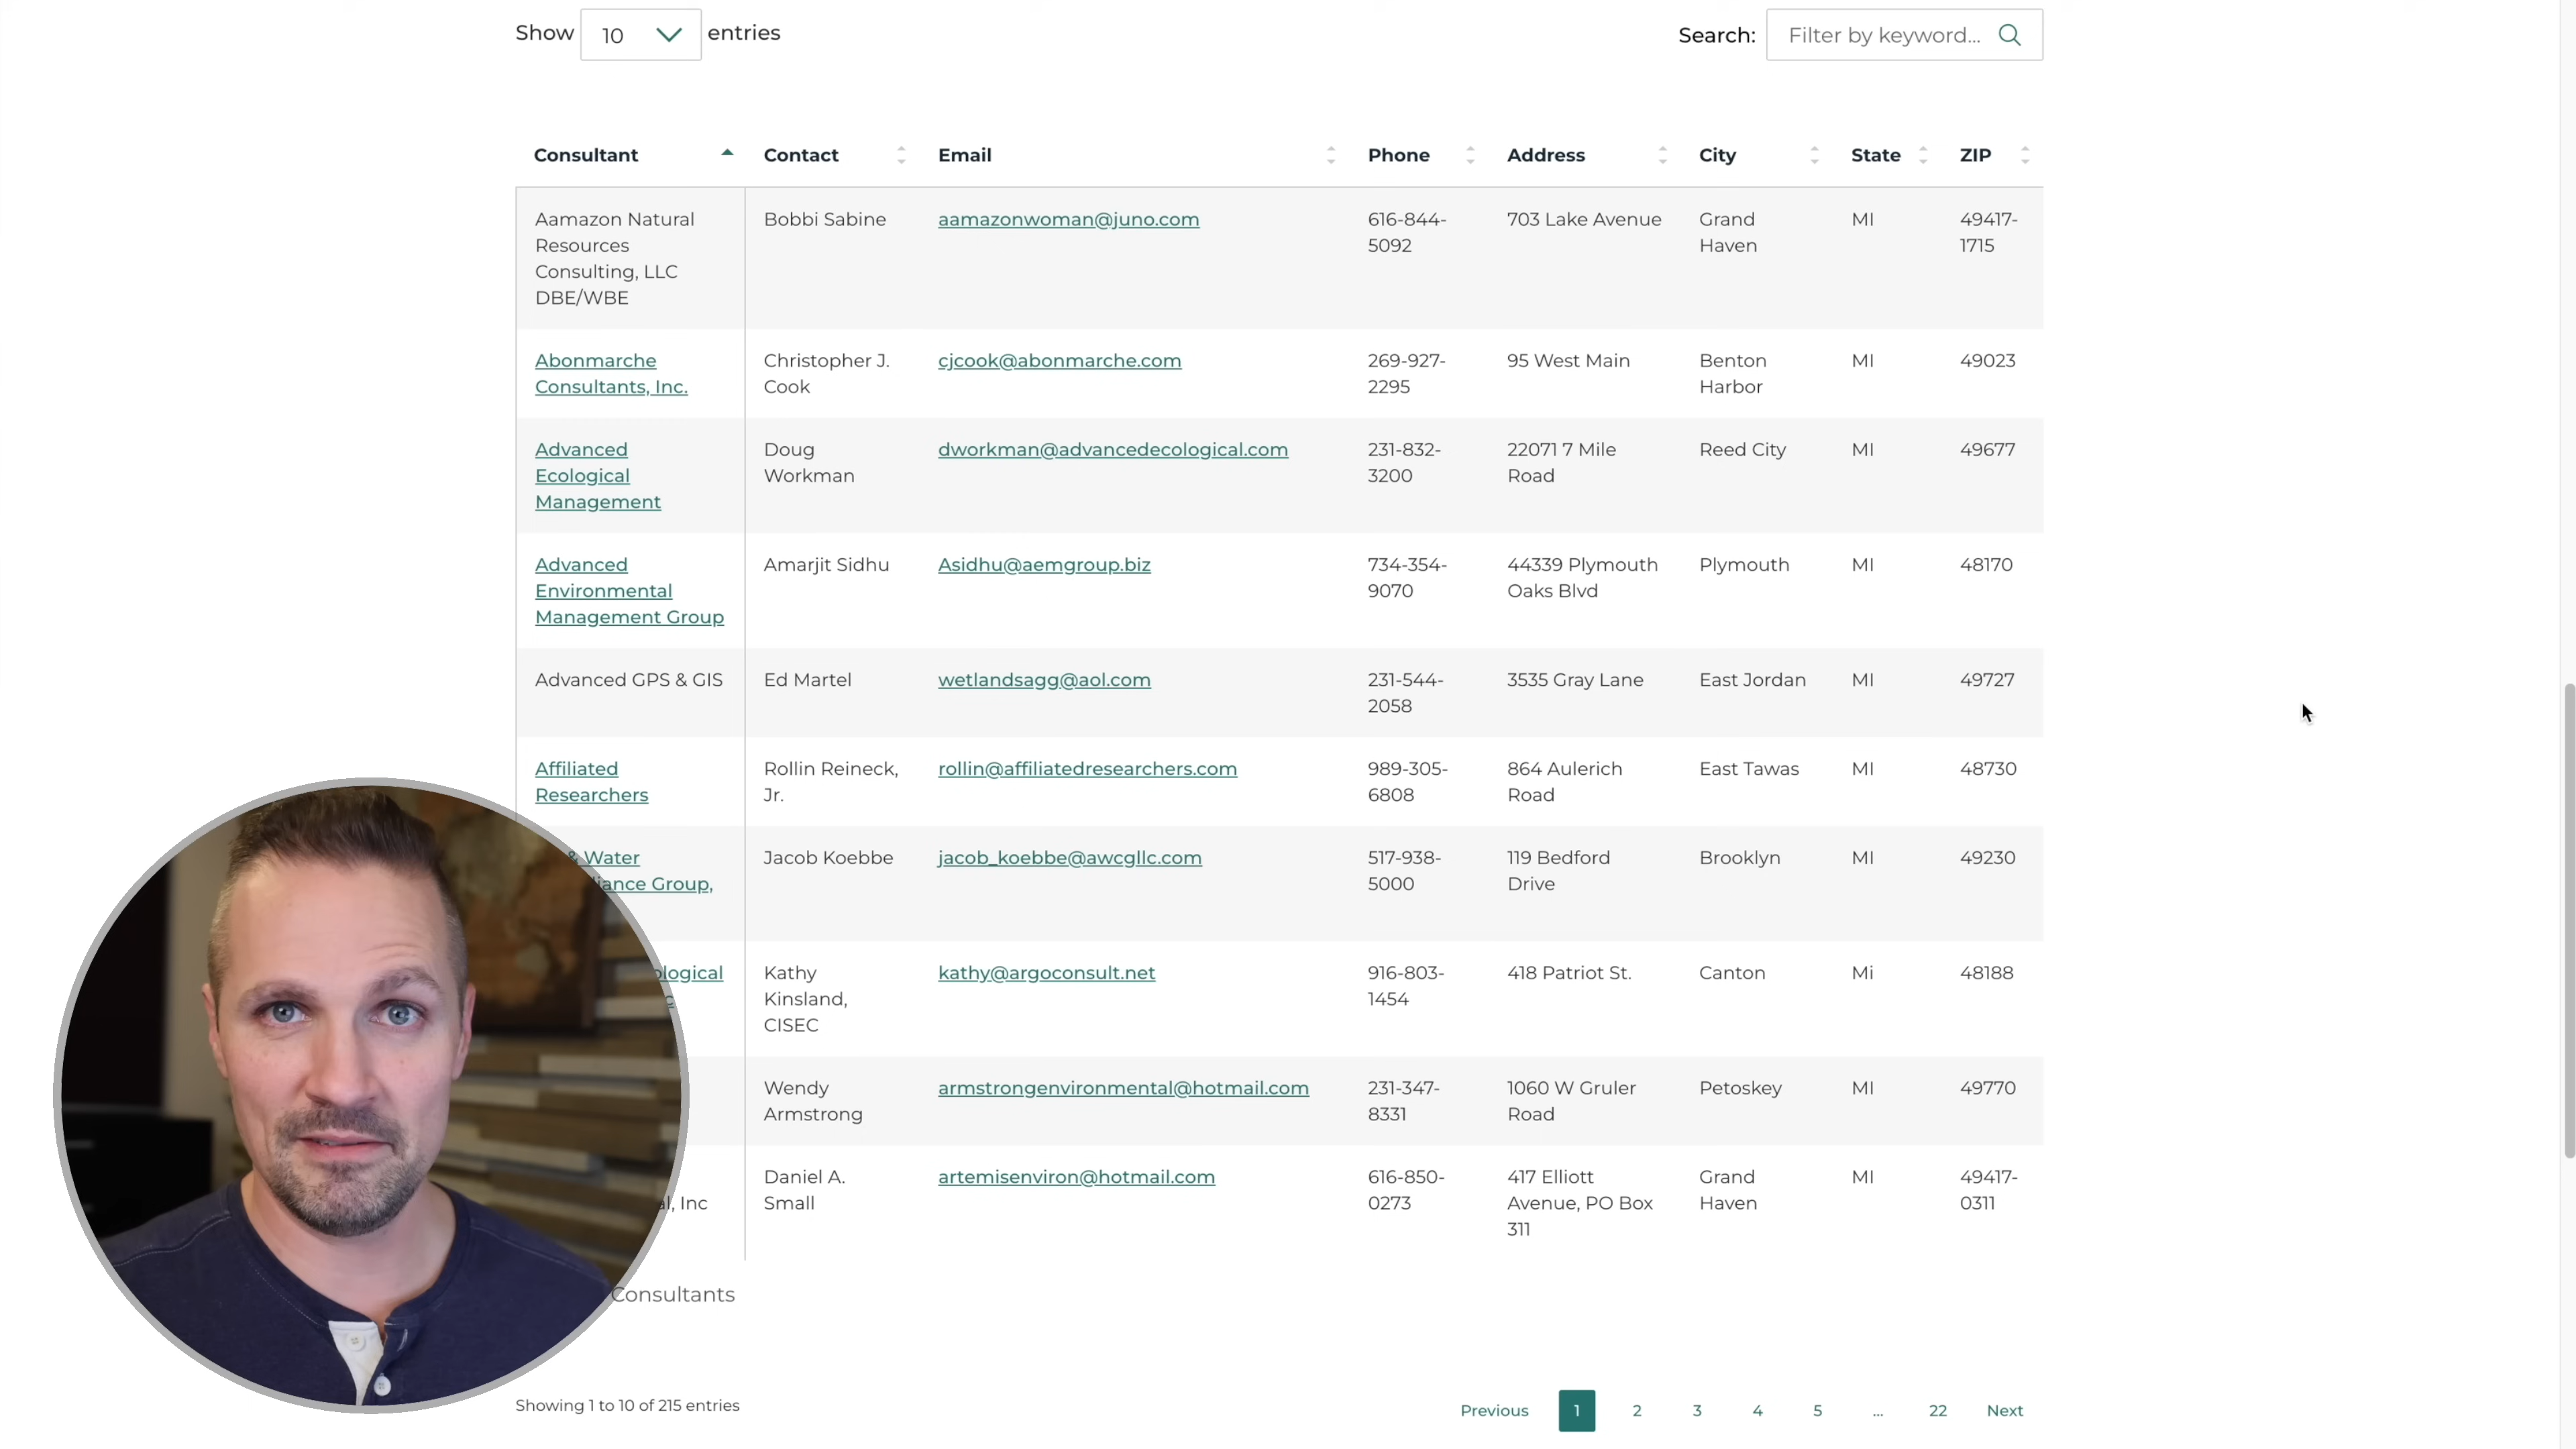 Show 10 entries
Search: Filter by keyword...
Consultant Contact Email Phone Address City State ZIP
Aamazon Natural Bobbi Sabine aamazonwoman@juno.com 616-844- 703 Lake Avenue Grand MI 49417-
Resources 5092 Haven 1715
Consulting, LLC
DBE/WBE
Abonmarche Christopher J. cjcook@abonmarche.com 269-927- 95 West Main Benton MI 49023
Consultants, Inc. Cook 2295 Harbor
Advanced Doug dworkman@advancedecological.com 231-832- 22071 7 Mile Reed City MI 49677
Ecological Workman 3200 Road
Management
Advanced Amarjit Sidhu Asidhu@aemgroup.biz 734-354- 44339 Plymouth Plymouth MI 48170
Environmental 9070 Oaks Blvd
Management Group
Advanced GPS & GIS Ed Martel wetlandsagg@aol.com 231-544- 3535 Gray Lane East Jordan MI 49727
2058
Affiliated Rollin Reineck, rollin@affiliatedresearchers.com 989-305- 864 Aulerich East Tawas MI 48730
Researchers Jr. 6808 Road
& Water Jacob Koebbe jacob_koebbe@awcgllc.com 517-938- 119 Bedford Brooklyn MI 49230
Group, 5000 Drive
Kathy kathy@argoconsult.net 916-803- 418 Patriot St. Canton Mi 48188
Kinsland, 1454
CISEC
Wendy armstrongenvironmental@hotmail.com 231-347- 1060 W Gruler Petoskey MI 49770
Armstrong 8331 Road
Daniel A. artemisenviron@hotmail.com 616-850- 417 Elliott Grand MI 49417-
Inc Small 0273 Avenue, PO Box Haven 0311
311
Consultants
Showing 1 to 10 of 215 entries
Previous 1 2 3 4 5 ... 22 Next